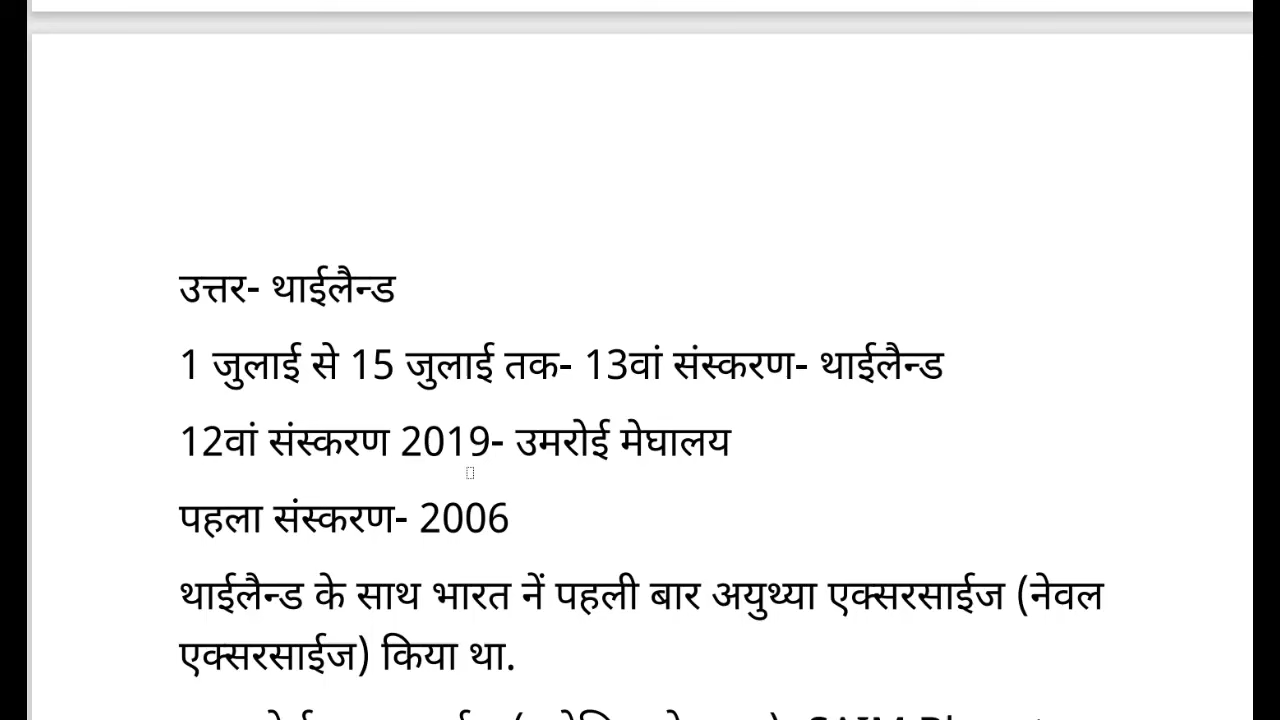 उत्तर- थाईलैन्ड
1 जुलाई से 15 जुलाई तक- 13वां संस्करण- थाईलैन्ड
12वां संस्करण 2019- उमरोई मेघालय
पहला संस्करण- 2006
थाईलैन्ड के साथ भारत नें पहली बार अयुथ्या एक्सरसाईज (नेवल
एक्सरसाईज) किया था.